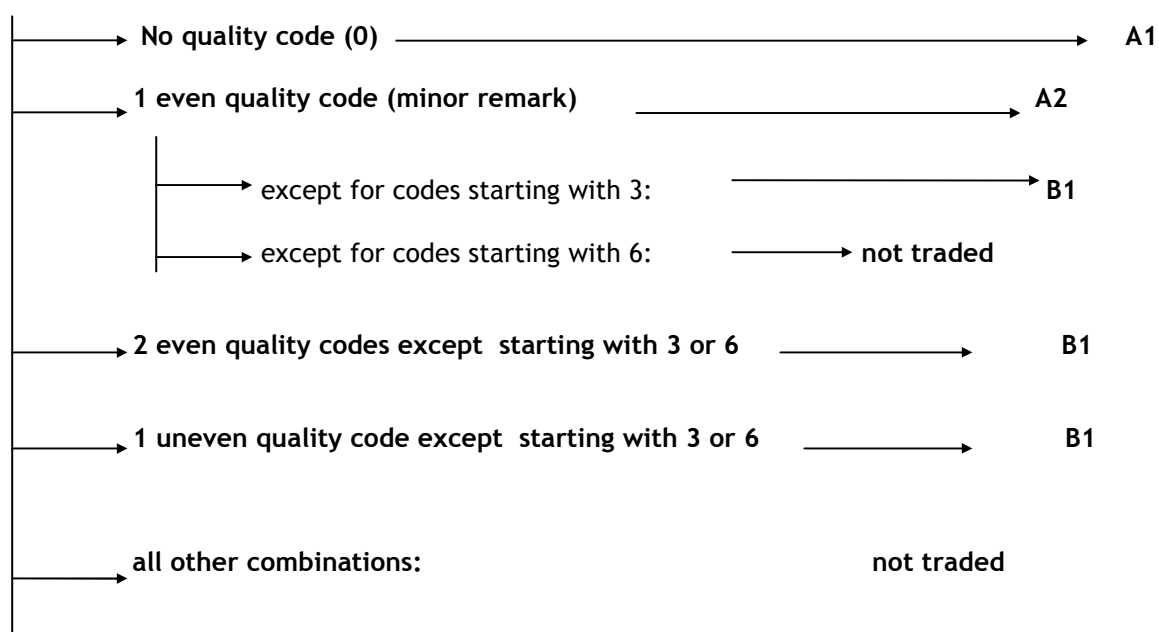 No quality code (0) A1
1 even quality code (minor remark) A2
except for codes starting with 3: B1
except for codes starting with 6: not traded
2 even quality codes except starting with 3 or 6 B1
1 uneven quality code except starting with 3 or 6 B1
all other combinations: not traded